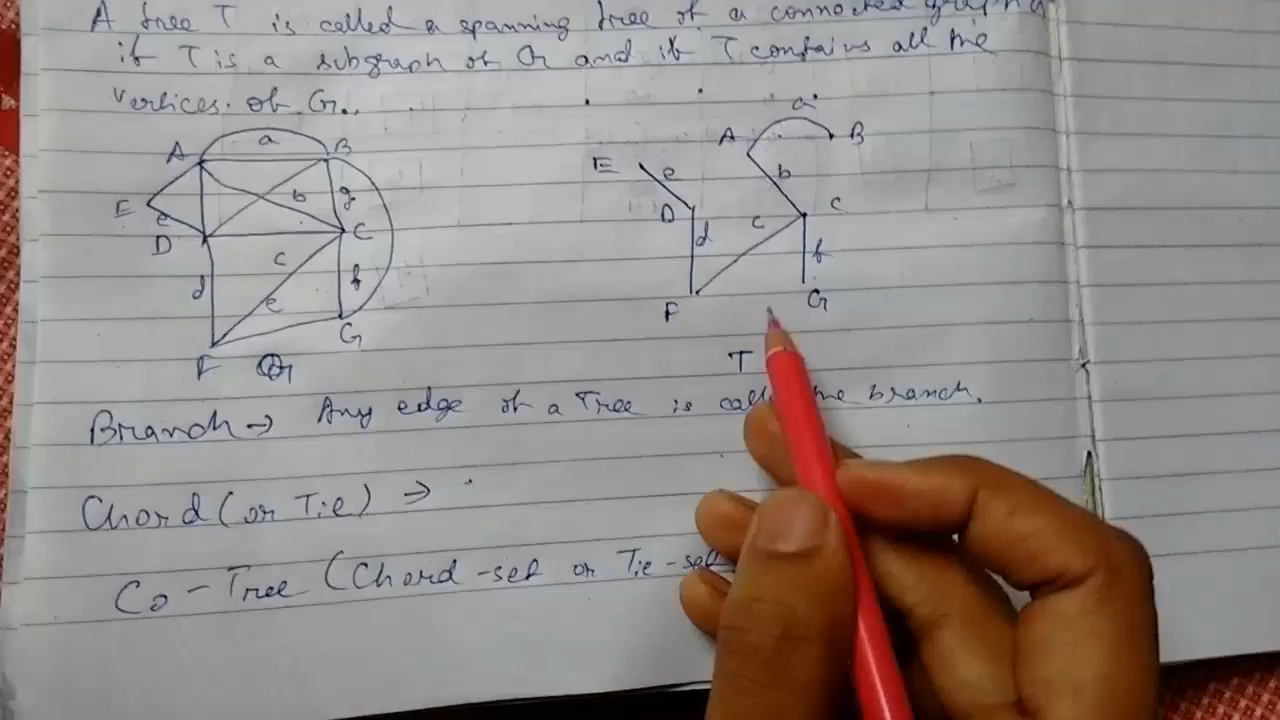 A tree T is called a spanning tree of a connected graph G
if T is a subgraph of G and if T contains all the
vertices of G..
a
A
B
b
g
E
e
D
C
c
d
f
e
G
F
G
a
A
B
E
e
b
D
C
c
d
f
G
F
T
Branch → Any edge of a Tree is called the branch.
Chord (or Tie) →
Co-Tree (Chord-set or Tie-set